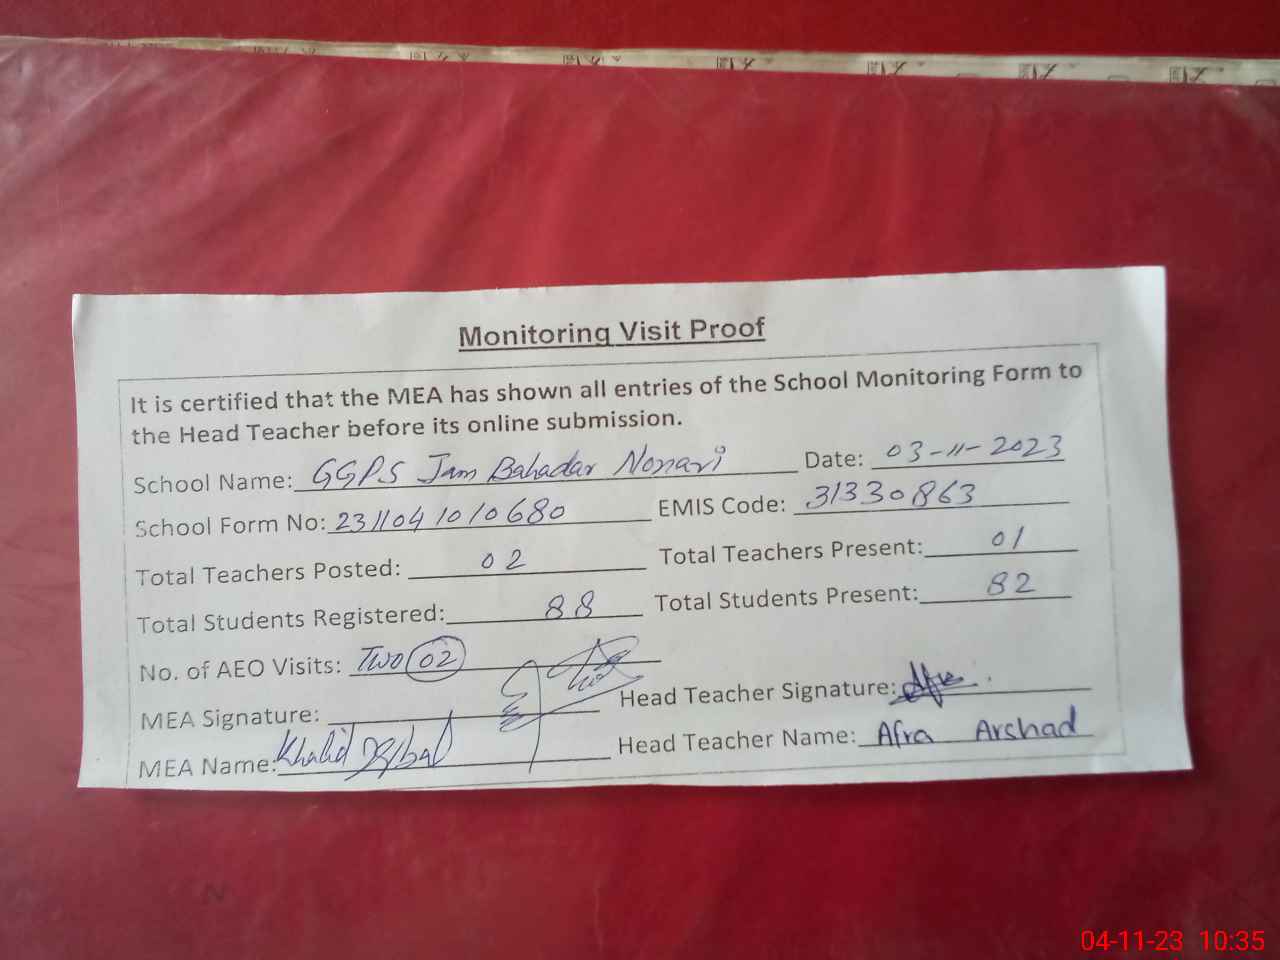 Monitoring Visit Proof
It is certified that the MEA has shown all entries of the School Monitoring Form to
the Head Teacher before its online submission.
School Name: GGPS Jam Bahadar Nonari Date: 03-11-2023
School Form No: 2311041010680 EMIS Code: 31330863
Total Teachers Posted: 02 Total Teachers Present: 01
Total Students Registered: 88 Total Students Present: 82
No. of AEO Visits: Two 02
MEA Signature: Head Teacher Signature:
MEA Name: Khalid Iqbal Head Teacher Name: Afra Arshad
04-11-23 10:35